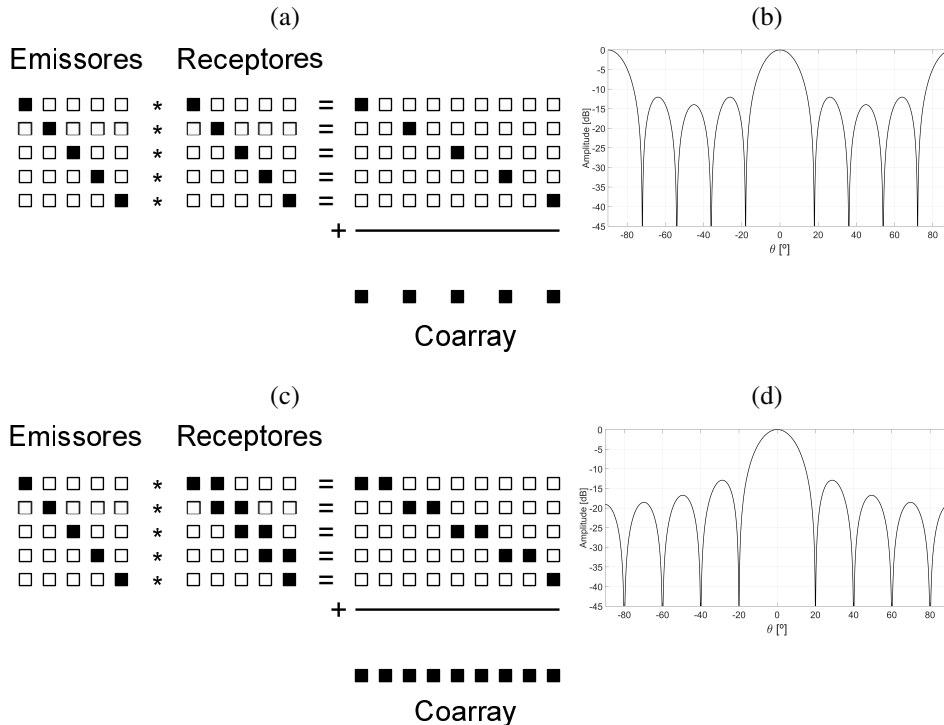 (a)
(b)
Emissores
Receptores
* =
* =
* =
* =
* =
+
Coarray
0
-5
-10
-15
-20
-25
-30
-35
-40
-45
Amplitude [dB]
-80 -60 -40 -20 0 20 40 60 80
θ [º]
(c)
(d)
Emissores
Receptores
* =
* =
* =
* =
* =
+
Coarray
0
-5
-10
-15
-20
-25
-30
-35
-40
-45
Amplitude [dB]
-80 -60 -40 -20 0 20 40 60 80
θ [º]